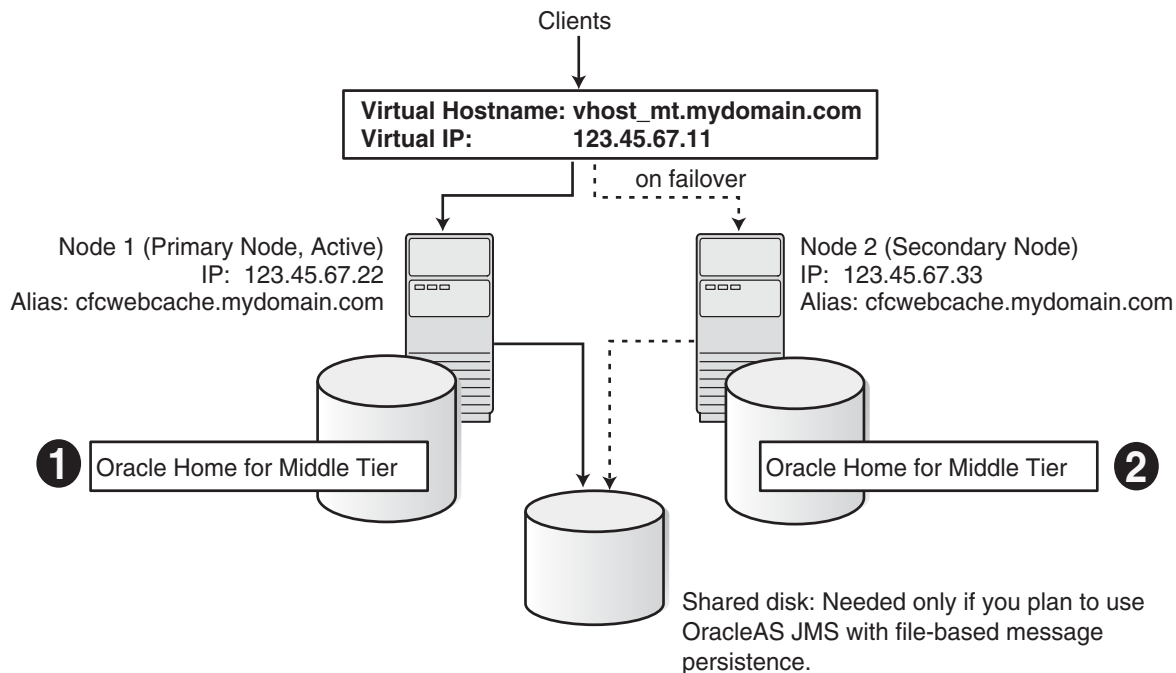 Clients
Virtual Hostname: vhost_mt.mydomain.com
Virtual IP: 123.45.67.11
on failover
Node 1 (Primary Node, Active)
IP: 123.45.67.22
Alias: cfcwebcache.mydomain.com
Node 2 (Secondary Node)
IP: 123.45.67.33
Alias: cfcwebcache.mydomain.com
1 Oracle Home for Middle Tier
Oracle Home for Middle Tier 2
Shared disk: Needed only if you plan to use
OracleAS JMS with file-based message
persistence.